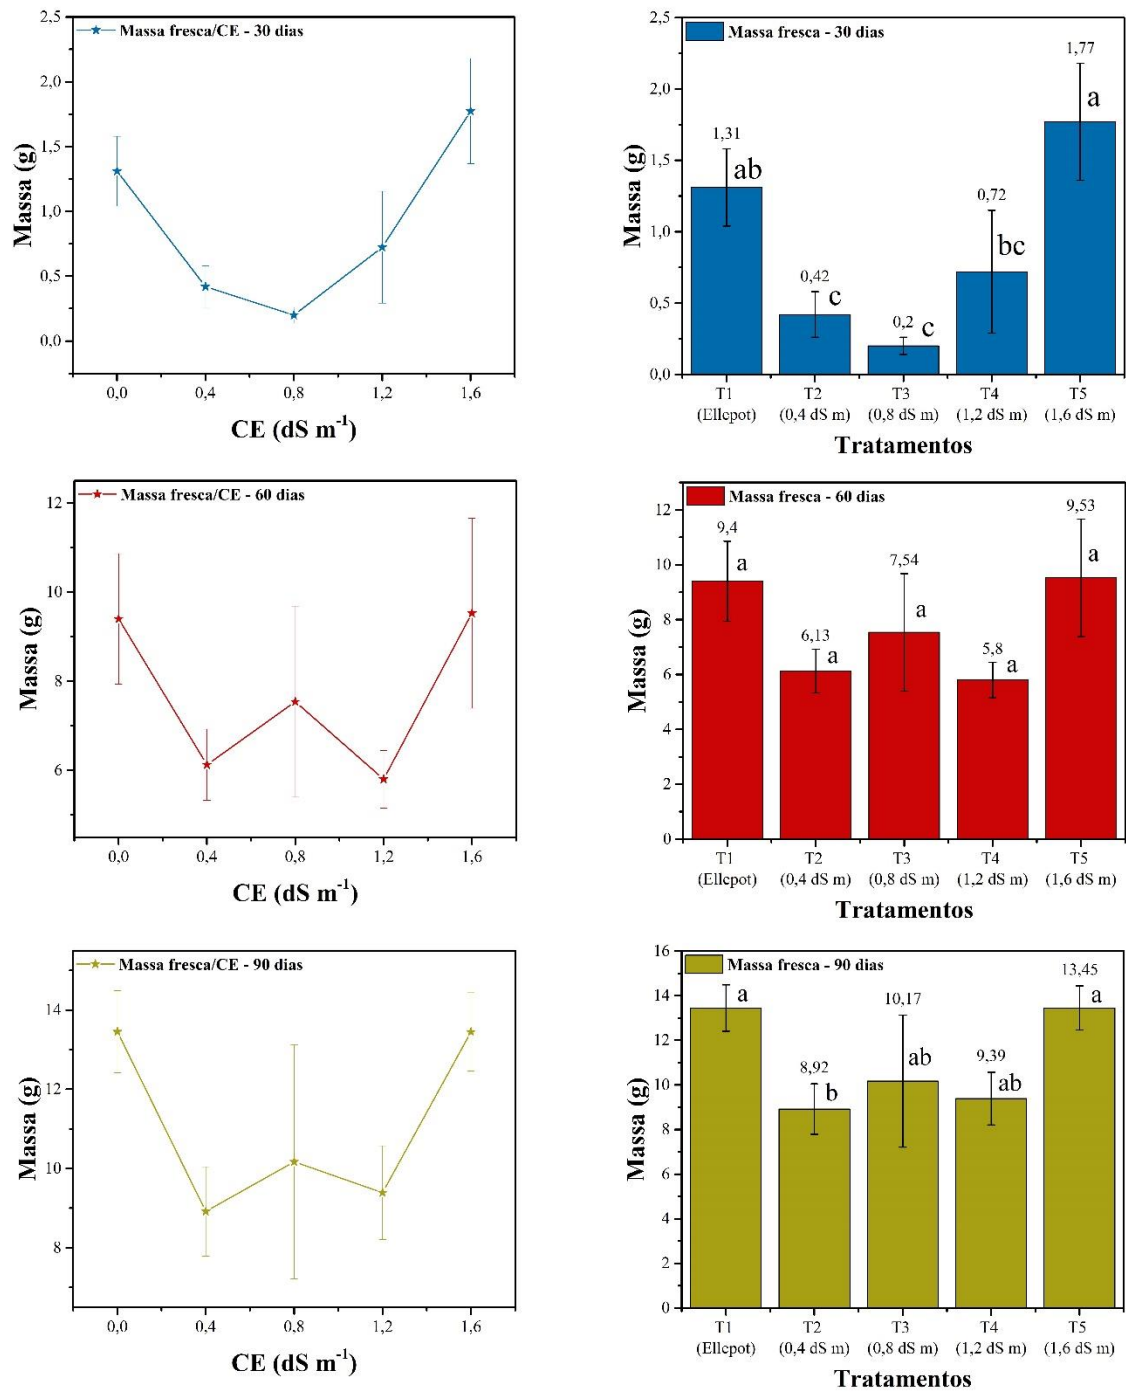 Massa fresca/CE - 30 dias
2,5
2,0
1,5
1,0
0,5
0,0
Massa (g)
0,0 0,4 0,8 1,2 1,6
CE (dS m⁻¹)
Massa fresca - 30 dias
2,5
2,0
1,5
1,0
0,5
0,0
Massa (g)
1,31 ab
0,42 c
0,2 c
0,72 bc
1,77 a
T1 T2 T3 T4 T5
(Ellepot) (0,4 dS m) (0,8 dS m) (1,2 dS m) (1,6 dS m)
Tratamentos
Massa fresca/CE - 60 dias
12
10
8
6
Massa (g)
0,0 0,4 0,8 1,2 1,6
CE (dS m⁻¹)
Massa fresca - 60 dias
12
10
8
6
4
2
0
Massa (g)
9,4 a
6,13 a
7,54 a
5,8 a
9,53 a
T1 T2 T3 T4 T5
(Ellepot) (0,4 dS m) (0,8 dS m) (1,2 dS m) (1,6 dS m)
Tratamentos
Massa fresca/CE - 90 dias
14
12
10
8
Massa (g)
0,0 0,4 0,8 1,2 1,6
CE (dS m⁻¹)
Massa fresca - 90 dias
16
14
12
10
8
6
4
2
0
Massa (g)
a
8,92 b
10,17 ab
9,39 ab
13,45 a
T1 T2 T3 T4 T5
(Ellepot) (0,4 dS m) (0,8 dS m) (1,2 dS m) (1,6 dS m)
Tratamentos